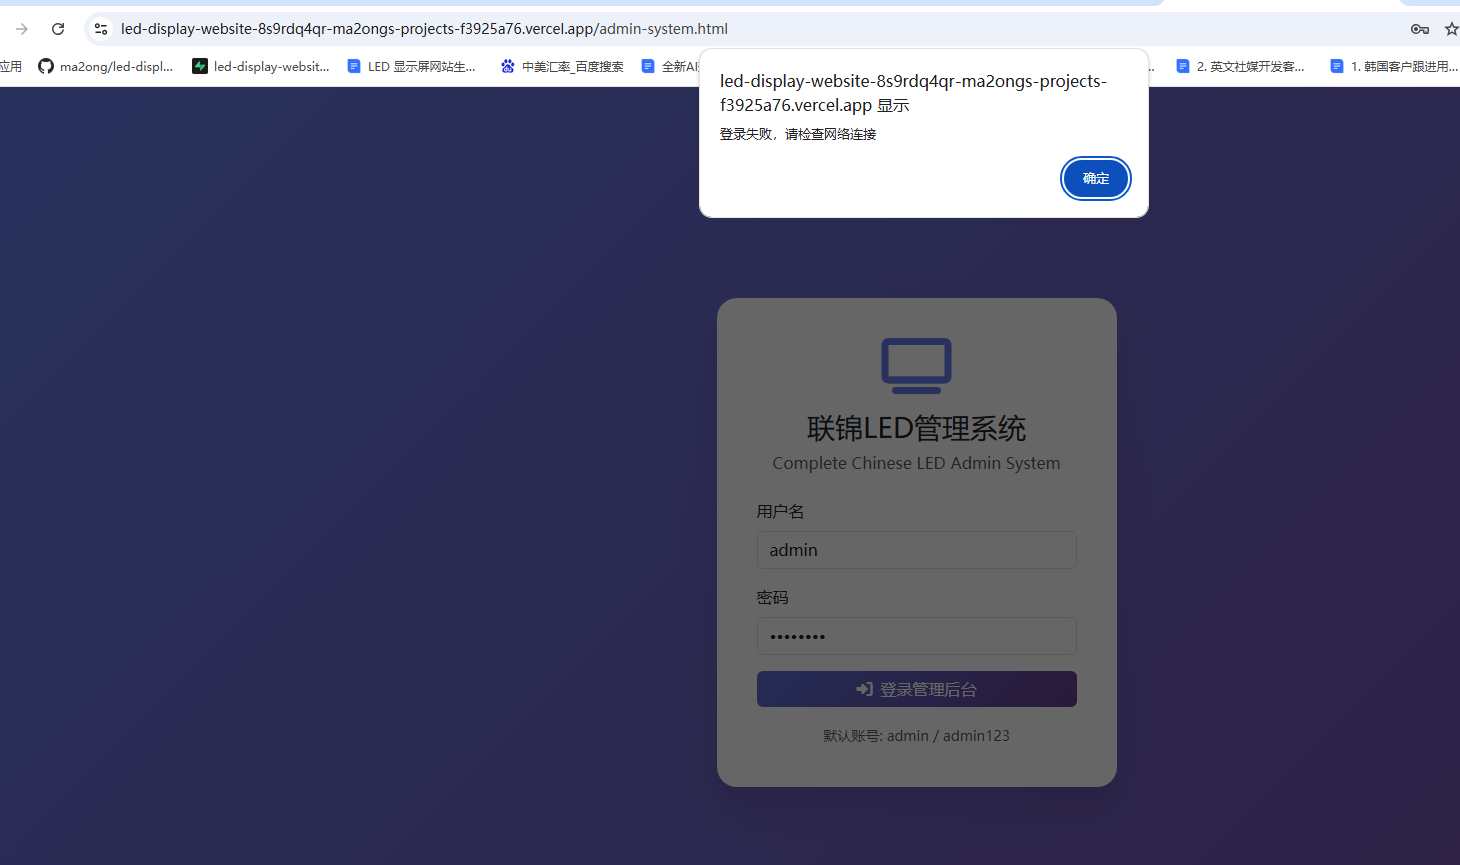 led-display-website-8s9rdq4qr-ma2ongs-projects-f3925a76.vercel.app/admin-system.html
应用 ma2ong/led-displ... led-display-websit... LED 显示屏网站生... 中美汇率_百度搜索 全新AI ... 2. 英文社媒开发客... 1. 韩国客户跟进用...
led-display-website-8s9rdq4qr-ma2ongs-projects-
f3925a76.vercel.app 显示
登录失败，请检查网络连接
确定
联锦LED管理系统
Complete Chinese LED Admin System
用户名
admin
密码
••••••••
登录管理后台
默认账号: admin / admin123